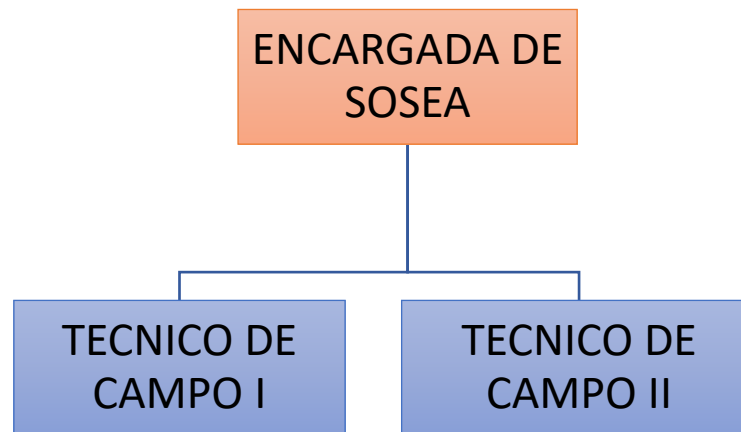 ENCARGADA DE
SOSEA
TECNICO DE
CAMPO I
TECNICO DE
CAMPO II